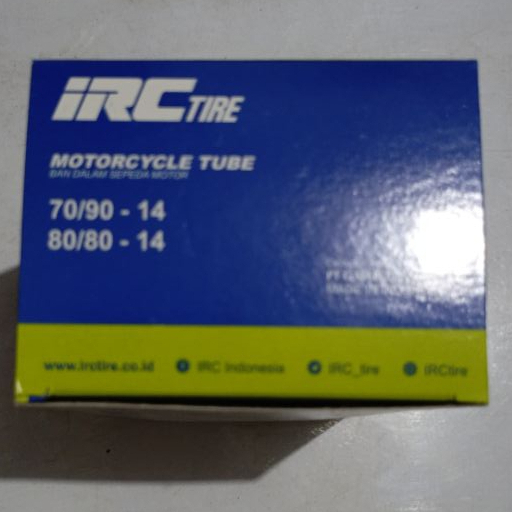 iRC TIRE
MOTORCYCLE TUBE
BAN DALAM SEPEDA MOTOR
70/90 - 14
80/80 - 14
PT
www.irctire.co.id IRC Indonesia IRC_tire IRCtire